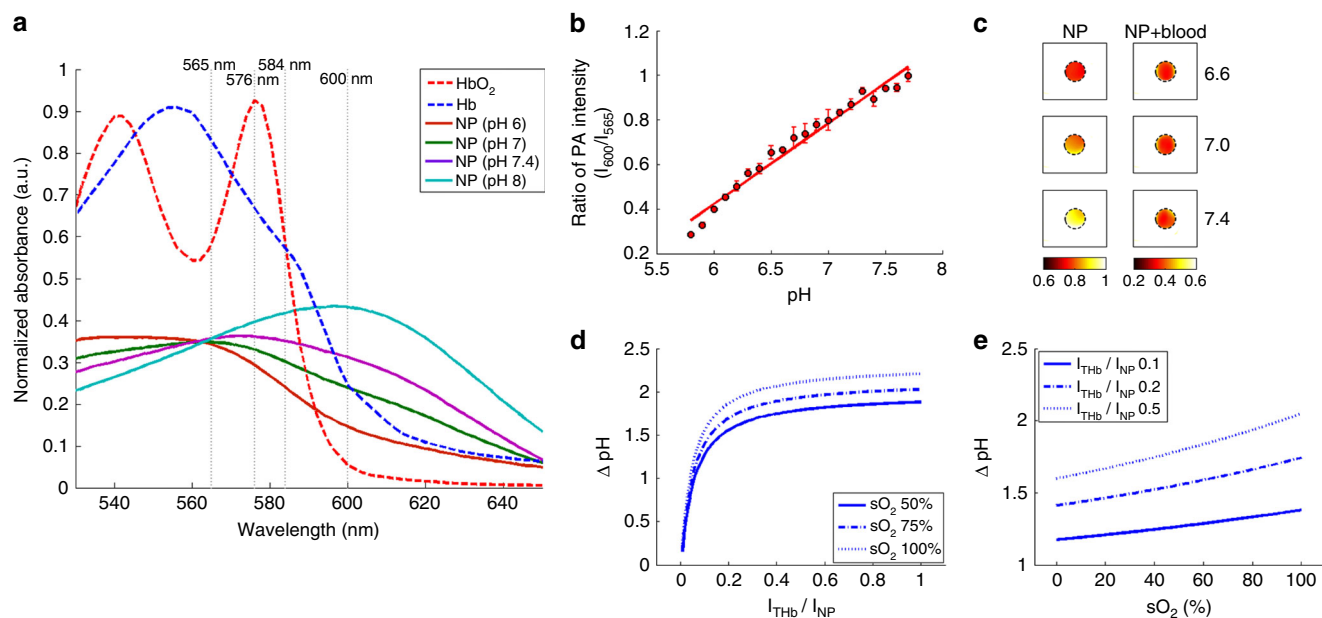 a
565 nm
584 nm
576 nm
600 nm
1
0.9
0.8
0.7
0.6
0.5
0.4
0.3
0.2
0.1
0
Normalized absorbance (a.u.)
540
560
580
600
620
640
Wavelength (nm)
HbO2
Hb
NP (pH 6)
NP (pH 7)
NP (pH 7.4)
NP (pH 8)
b
1.2
1
0.8
0.6
0.4
0.2
Ratio of PA intensity
(I600/I565)
5.5
6
6.5
7
7.5
8
pH
c
NP
NP+blood
6.6
7.0
7.4
0.6 0.8 1
0.2 0.4 0.6
d
2.5
2
1.5
1
0.5
0
Δ pH
0
0.2
0.4
0.6
0.8
1
ITHb / INP
sO2 50%
sO2 75%
sO2 100%
e
2.5
2
1.5
1
Δ pH
0
20
40
60
80
100
sO2 (%)
ITHb / INP 0.1
ITHb / INP 0.2
ITHb / INP 0.5